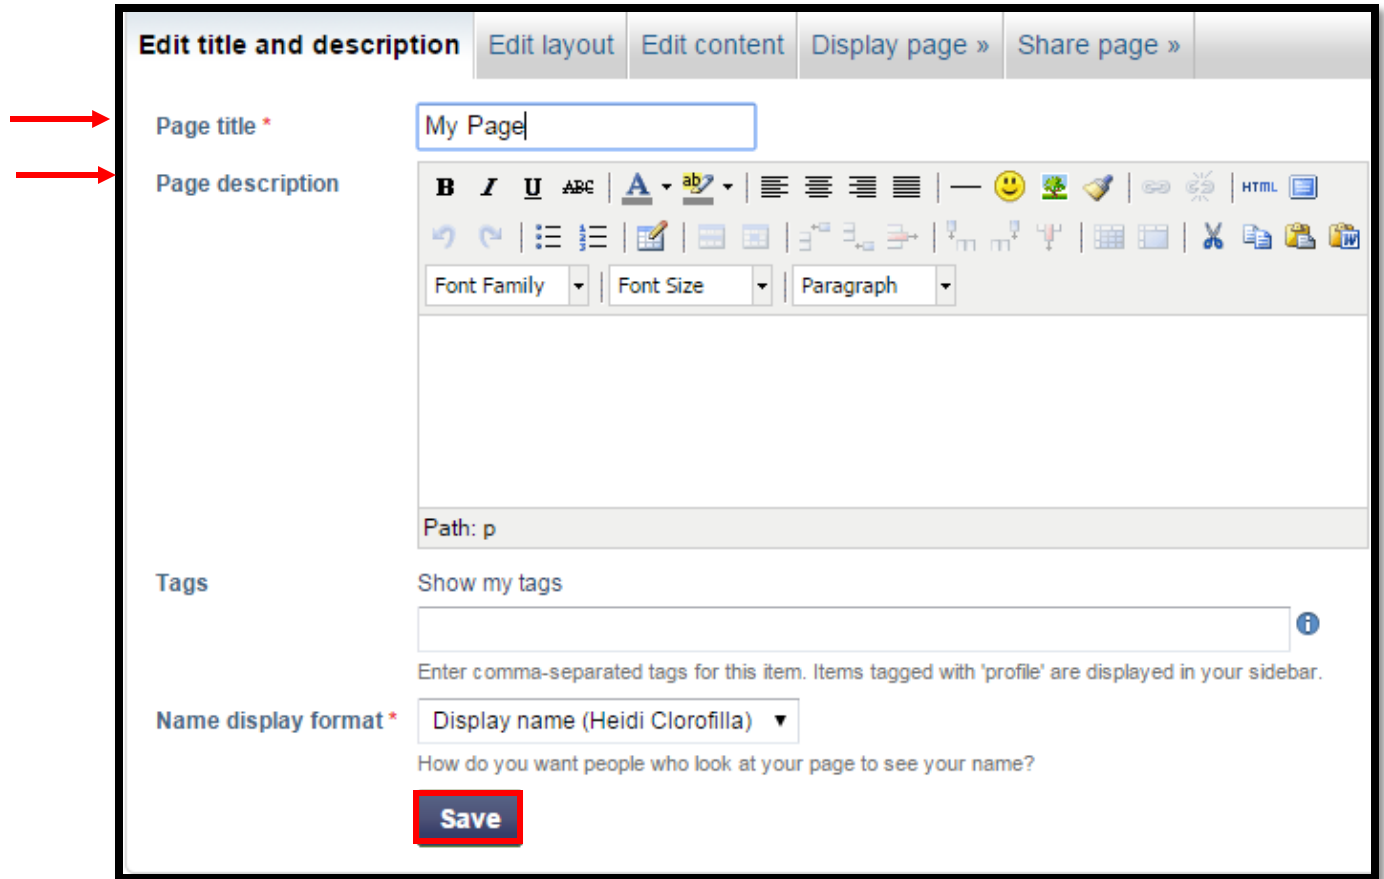 Edit title and description Edit layout Edit content Display page » Share page »
Page title * My Page
Page description B I U ABC A ab HTML
Font Family Font Size Paragraph
Path: p
Tags Show my tags
Enter comma-separated tags for this item. Items tagged with 'profile' are displayed in your sidebar.
Name display format * Display name (Heidi Clorofilla) ▼
How do you want people who look at your page to see your name?
Save